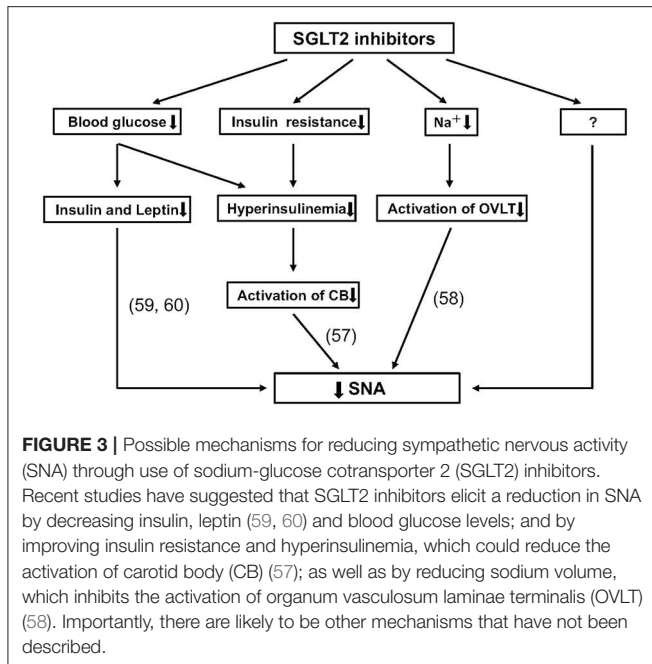 SGLT2 inhibitors
Blood glucose⬇ Insulin resistance⬇ Na⁺⬇ ?
Insulin and Leptin⬇ Hyperinsulinemia⬇ Activation of OVLT⬇
Activation of CB⬇
(59, 60) (57) (58)
⬇ SNA
FIGURE 3 | Possible mechanisms for reducing sympathetic nervous activity
(SNA) through use of sodium-glucose cotransporter 2 (SGLT2) inhibitors.
Recent studies have suggested that SGLT2 inhibitors elicit a reduction in SNA
by decreasing insulin, leptin (59, 60) and blood glucose levels; and by
improving insulin resistance and hyperinsulinemia, which could reduce the
activation of carotid body (CB) (57); as well as by reducing sodium volume,
which inhibits the activation of organum vasculosum laminae terminalis (OVLT)
(58). Importantly, there are likely to be other mechanisms that have not been
described.